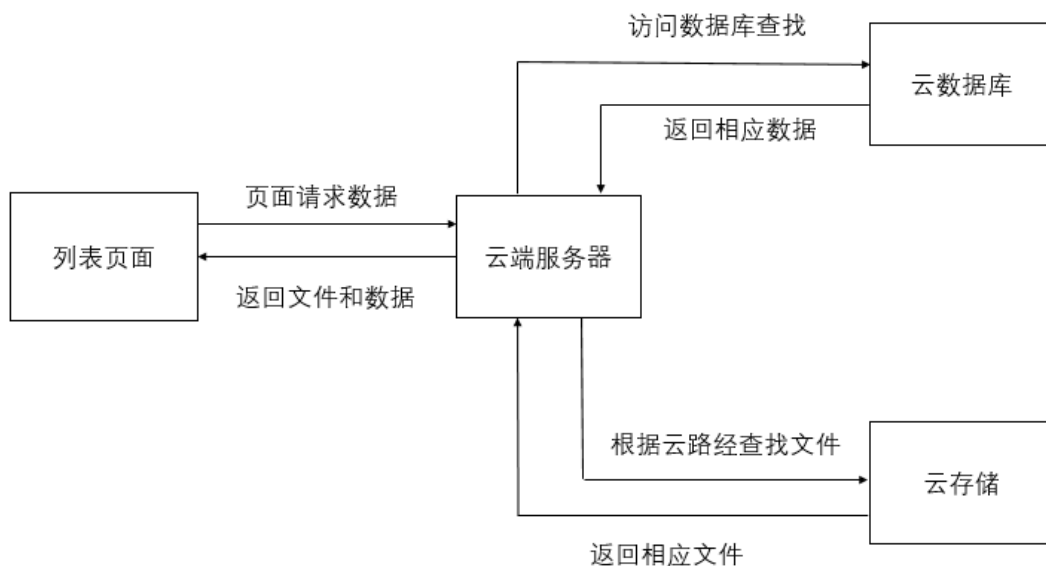 访问数据库查找
云数据库
返回相应数据
页面请求数据
列表页面
云端服务器
返回文件和数据
根据云路经查找文件
云存储
返回相应文件